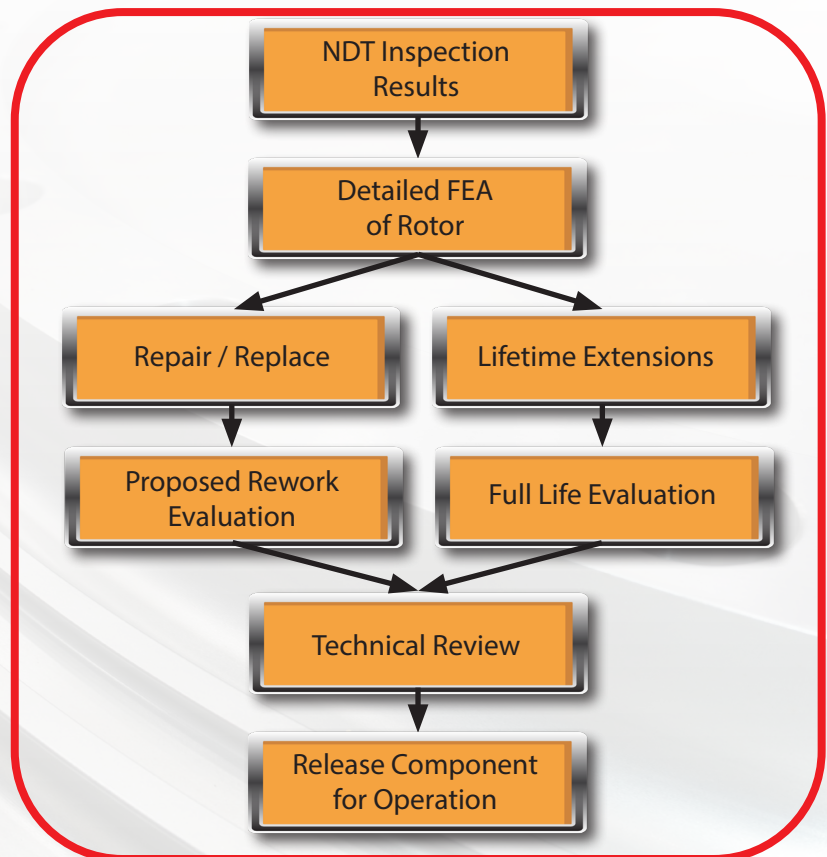 NDT Inspection
Results
Detailed FEA
of Rotor
Repair / Replace
Lifetime Extensions
Proposed Rework
Evaluation
Full Life Evaluation
Technical Review
Release Component
for Operation